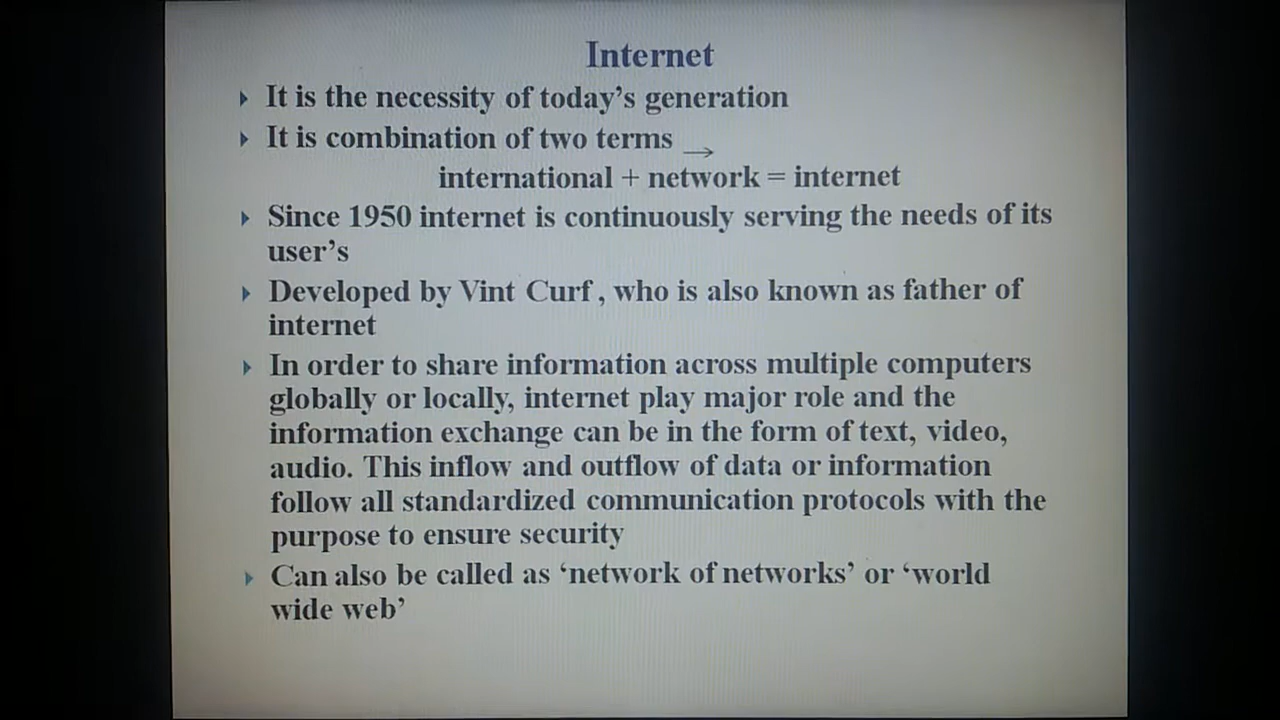 Internet
It is the necessity of today's generation
It is combination of two terms →
international + network = internet
Since 1950 internet is continuously serving the needs of its
user's
Developed by Vint Curf, who is also known as father of
internet
In order to share information across multiple computers
globally or locally, internet play major role and the
information exchange can be in the form of text, video,
audio. This inflow and outflow of data or information
follow all standardized communication protocols with the
purpose to ensure security
Can also be called as ‘network of networks’ or ‘world
wide web’